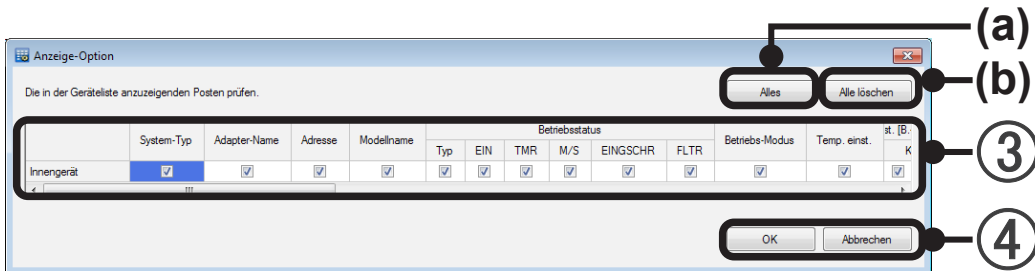 (a)
Anzeige-Option
(b)
Die in der Geräteliste anzuzeigenden Posten prüfen.
Alles
Alle löschen
System-Typ
Adapter-Name
Adresse
Modellname
Betriebsstatus
Typ
EIN
TMR
M/S
EINGSCHR
FLTR
Betriebs-Modus
Temp. einst.
st. [B.
K
3
Innengerät
OK
Abbrechen
4